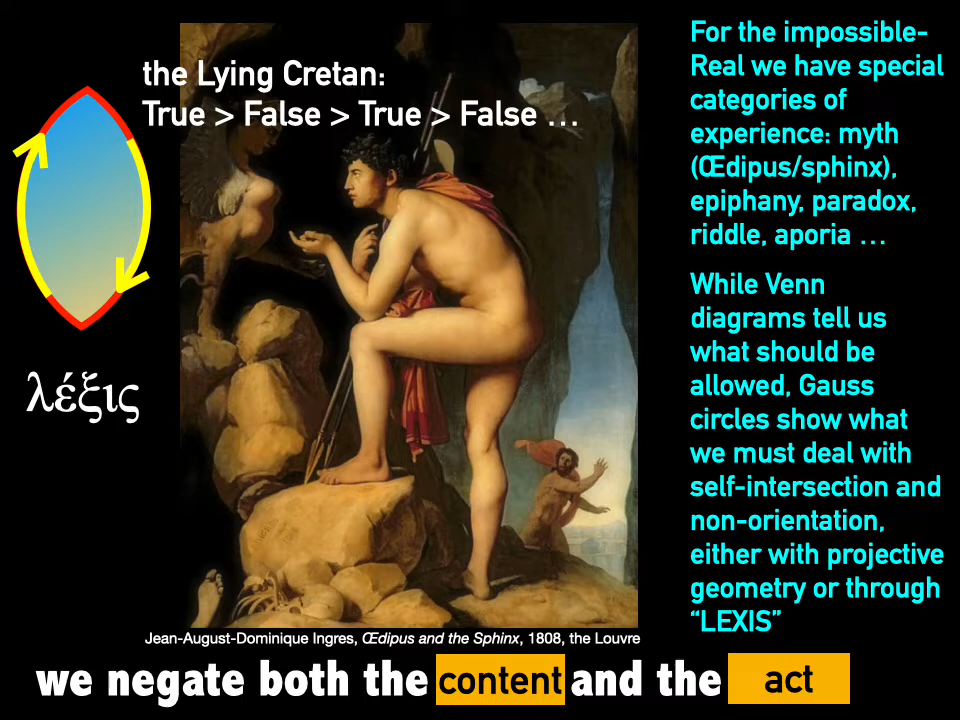 the Lying Cretan:
True > False > True > False …
λέξις
For the impossible-
Real we have special
categories of
experience: myth
(Œdipus/sphinx),
epiphany, paradox,
riddle, aporia …
While Venn
diagrams tell us
what should be
allowed, Gauss
circles show what
we must deal with
self-intersection and
non-orientation,
either with projective
geometry or through
“LEXIS”
Jean-August-Dominique Ingres, Œdipus and the Sphinx, 1808, the Louvre
we negate both the content and the act